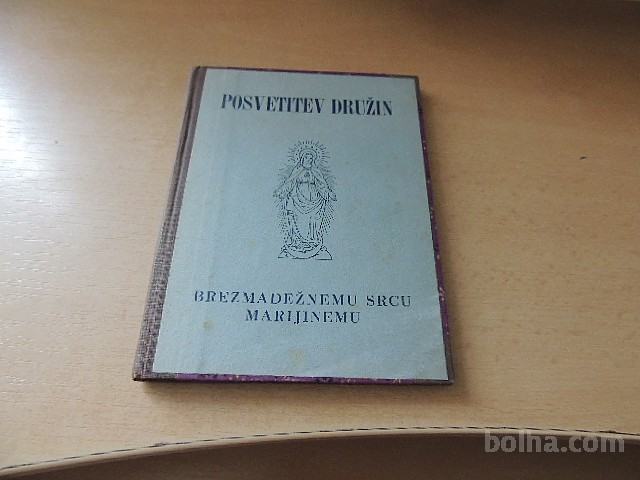 POSVETITEV DRUŽIN
BREZMADEŽNEMU SRCU
MARIJINEMU
bolha.com